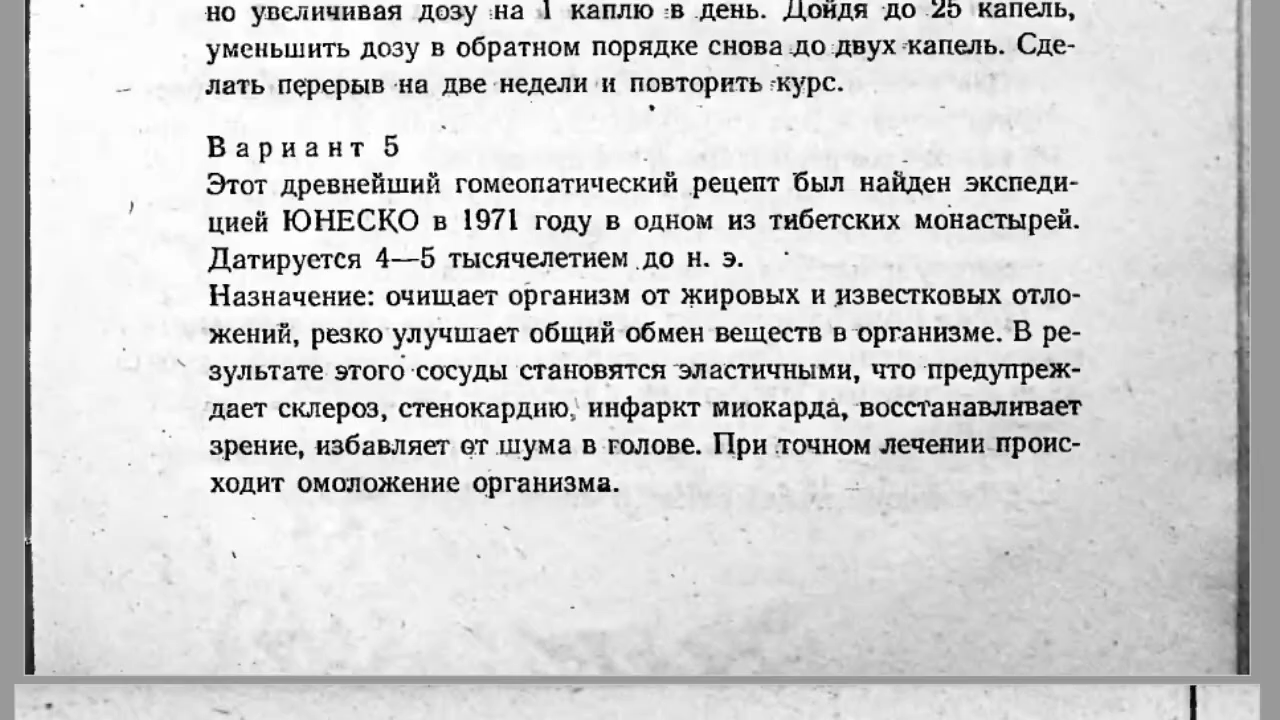 но увеличивая дозу на 1 каплю в день. Дойдя до 25 капель,
уменьшить дозу в обратном порядке снова до двух капель. Сде-
лать перерыв на две недели и повторить курс.
Вариант 5
Этот древнейший гомеопатический рецепт был найден экспеди-
цией ЮНЕСКО в 1971 году в одном из тибетских монастырей.
Датируется 4—5 тысячелетием до н. э.
Назначение: очищает организм от жировых и известковых отло-
жений, резко улучшает общий обмен веществ в организме. В ре-
зультате этого сосуды становятся эластичными, что предупреж-
дает склероз, стенокардию, инфаркт миокарда, восстанавливает
зрение, избавляет от шума в голове. При точном лечении проис-
ходит омоложение организма.